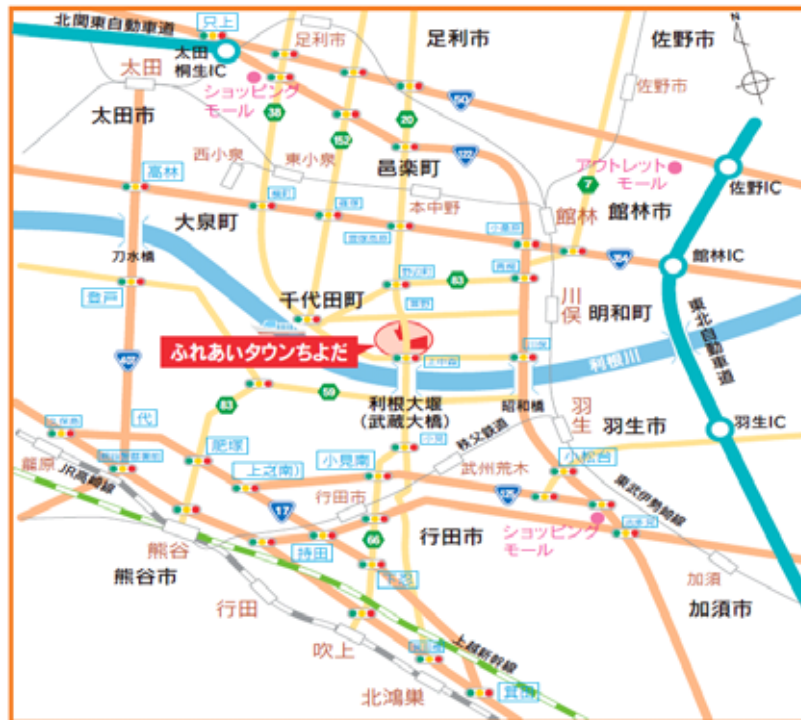 北関東自動車道
只上
太田
桐生IC
足利市
足利市
佐野市
N
太田
ショッピング
モール
50
佐野市
太田市
38
152
20
122
西小泉
東小泉
邑楽町
アウトレット
モール
7
佐野IC
高林
本中野
館林
館林市
大泉町
354
館林IC
刀水橋
83
川俣
明和町
登戸
千代田町
東北自動車道
ふれあいタウンちよだ
利根川
407
59
利根大堰
(武蔵大橋)
昭和橋
羽生
羽生市
羽生IC
83
代
肥塚
秩父鉄道
籠原
JR高崎線
上之(南)
小見南
武州荒木
小松台
東武伊勢崎線
行田市
125
17
ショッピング
モール
持田
66
行田市
熊谷
熊谷市
加須
行田
加須市
吹上
上越新幹線
箕田
北鴻巣